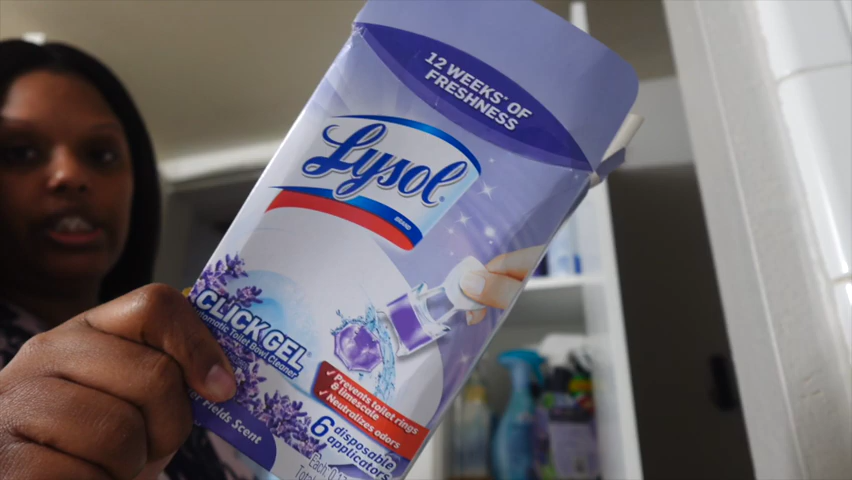 12 WEEKS* OF
FRESHNESS
Lysol®
BRAND
CLICK GEL®
Automatic Toilet Bowl Cleaner
✓ Prevents toilet rings
& limescale
✓ Neutralizes odors
Fields Scent
6 disposable
applicators
Each: